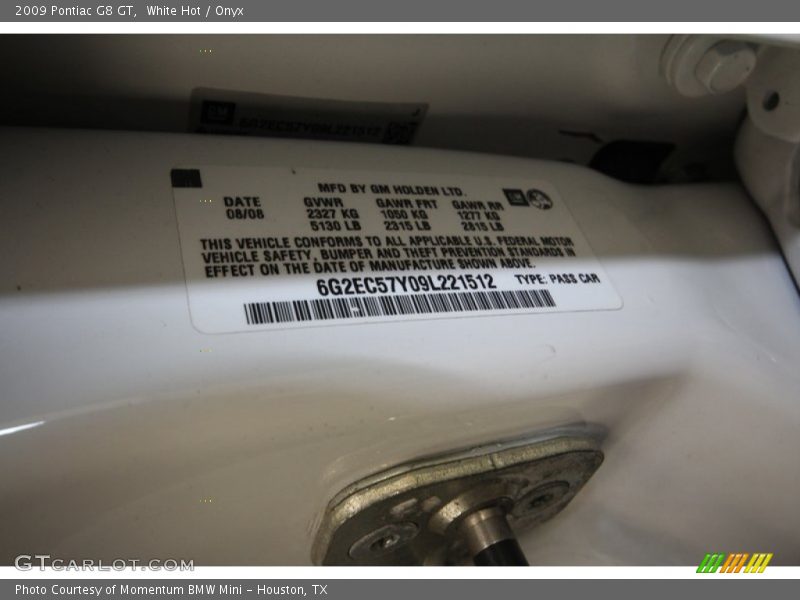 2009 Pontiac G8 GT, White Hot / Onyx
GM
6G2EC57Y09L221512
MFD BY GM HOLDEN LTD.
GM
DATE GVWR GAWR FRT GAWR RR
08/08 2327 KG 1050 KG 1277 KG
5130 LB 2315 LB 2815 LB
THIS VEHICLE CONFORMS TO ALL APPLICABLE U.S. FEDERAL MOTOR
VEHICLE SAFETY, BUMPER AND THEFT PREVENTION STANDARDS IN
EFFECT ON THE DATE OF MANUFACTURE SHOWN ABOVE.
6G2EC57Y09L221512 TYPE: PASS CAR
GTCARLOT.COM
Photo Courtesy of Momentum BMW Mini - Houston, TX